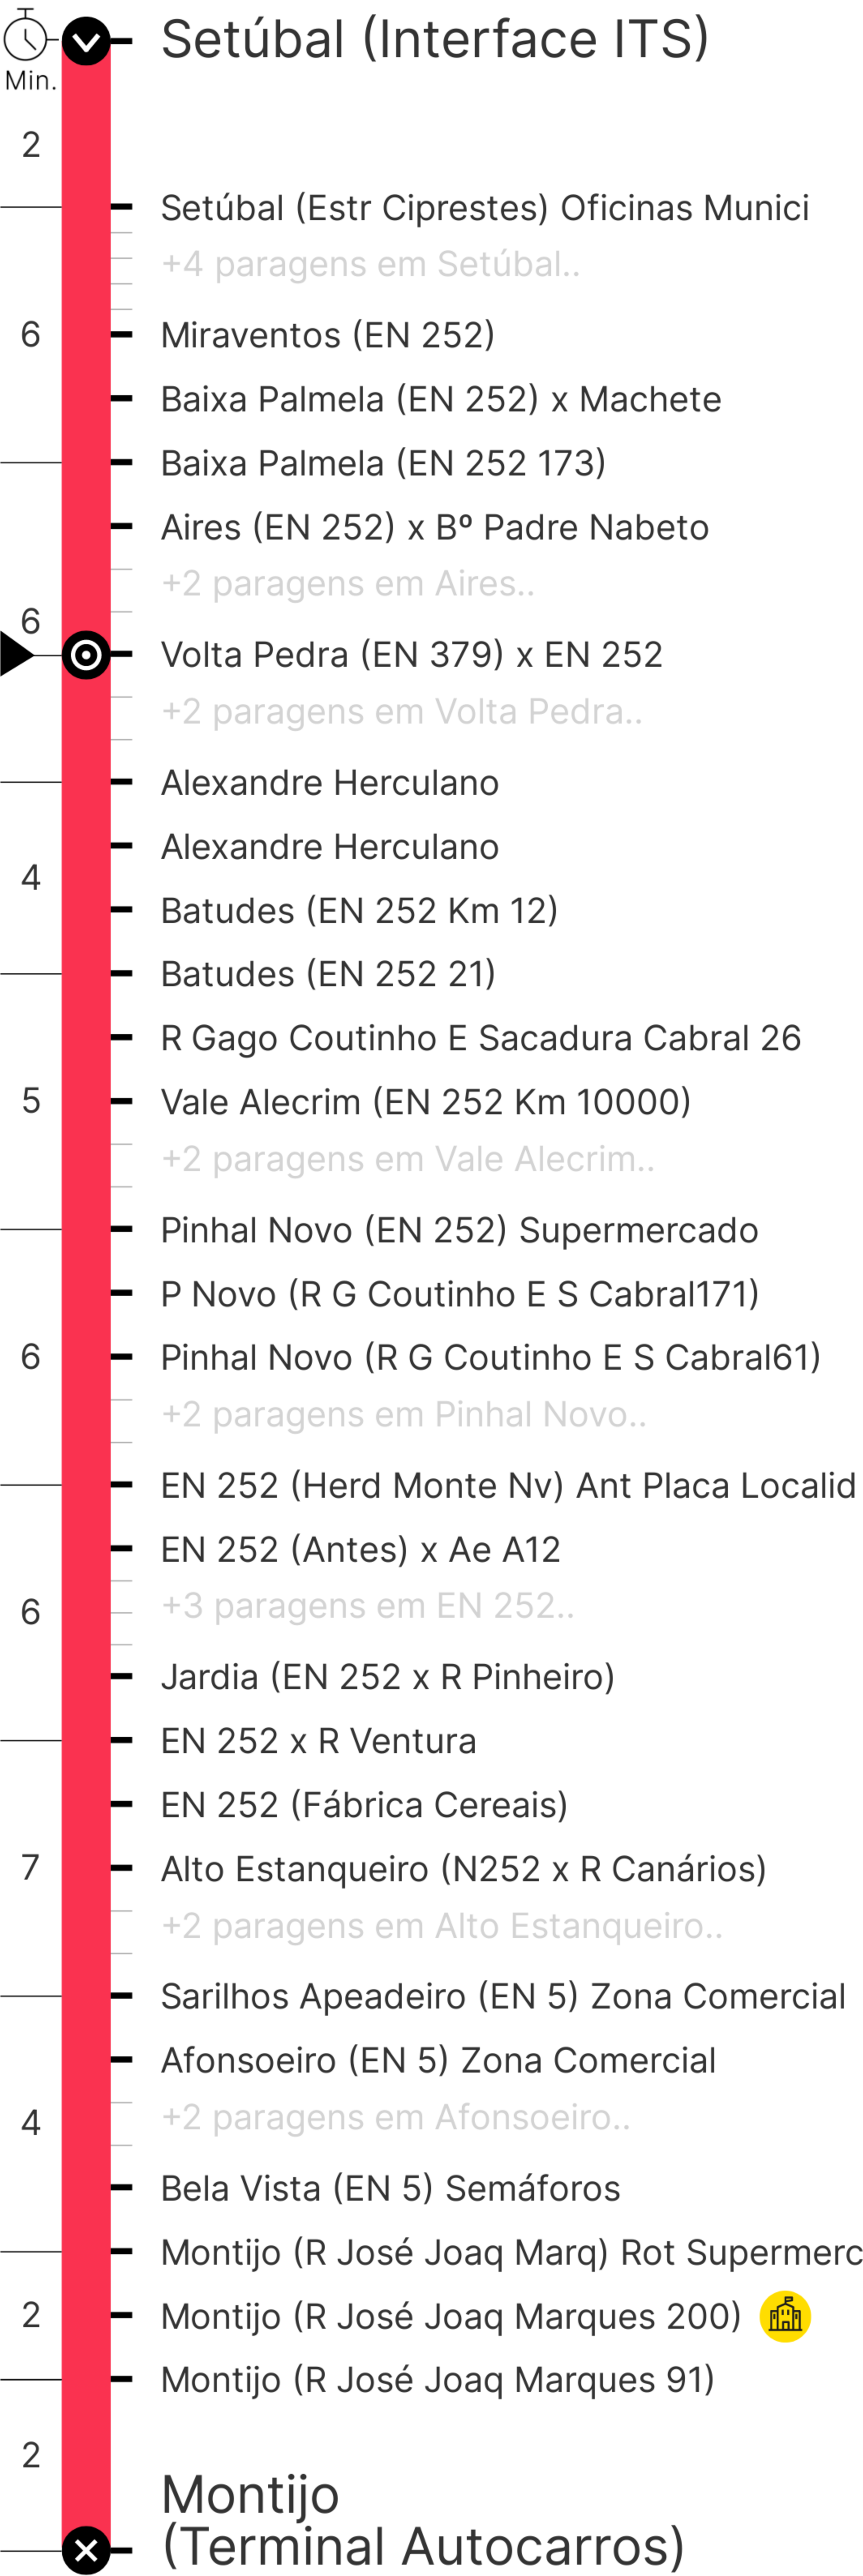 Setúbal (Interface ITS)
Min.
2
Setúbal (Estr Ciprestes) Oficinas Munici
+4 paragens em Setúbal..
6
Miraventos (EN 252)
Baixa Palmela (EN 252) x Machete
Baixa Palmela (EN 252 173)
Aires (EN 252) x Bº Padre Nabeto
+2 paragens em Aires..
6
Volta Pedra (EN 379) x EN 252
+2 paragens em Volta Pedra..
Alexandre Herculano
Alexandre Herculano
4
Batudes (EN 252 Km 12)
Batudes (EN 252 21)
R Gago Coutinho E Sacadura Cabral 26
5
Vale Alecrim (EN 252 Km 10000)
+2 paragens em Vale Alecrim..
Pinhal Novo (EN 252) Supermercado
P Novo (R G Coutinho E S Cabral171)
6
Pinhal Novo (R G Coutinho E S Cabral61)
+2 paragens em Pinhal Novo..
EN 252 (Herd Monte Nv) Ant Placa Localid
EN 252 (Antes) x Ae A12
+3 paragens em EN 252..
6
Jardia (EN 252 x R Pinheiro)
EN 252 x R Ventura
EN 252 (Fábrica Cereais)
7
Alto Estanqueiro (N252 x R Canários)
+2 paragens em Alto Estanqueiro..
Sarilhos Apeadeiro (EN 5) Zona Comercial
Afonsoeiro (EN 5) Zona Comercial
+2 paragens em Afonsoeiro..
4
Bela Vista (EN 5) Semáforos
Montijo (R José Joaq Marq) Rot Supermerc
2
Montijo (R José Joaq Marques 200)
Montijo (R José Joaq Marques 91)
2
Montijo
(Terminal Autocarros)